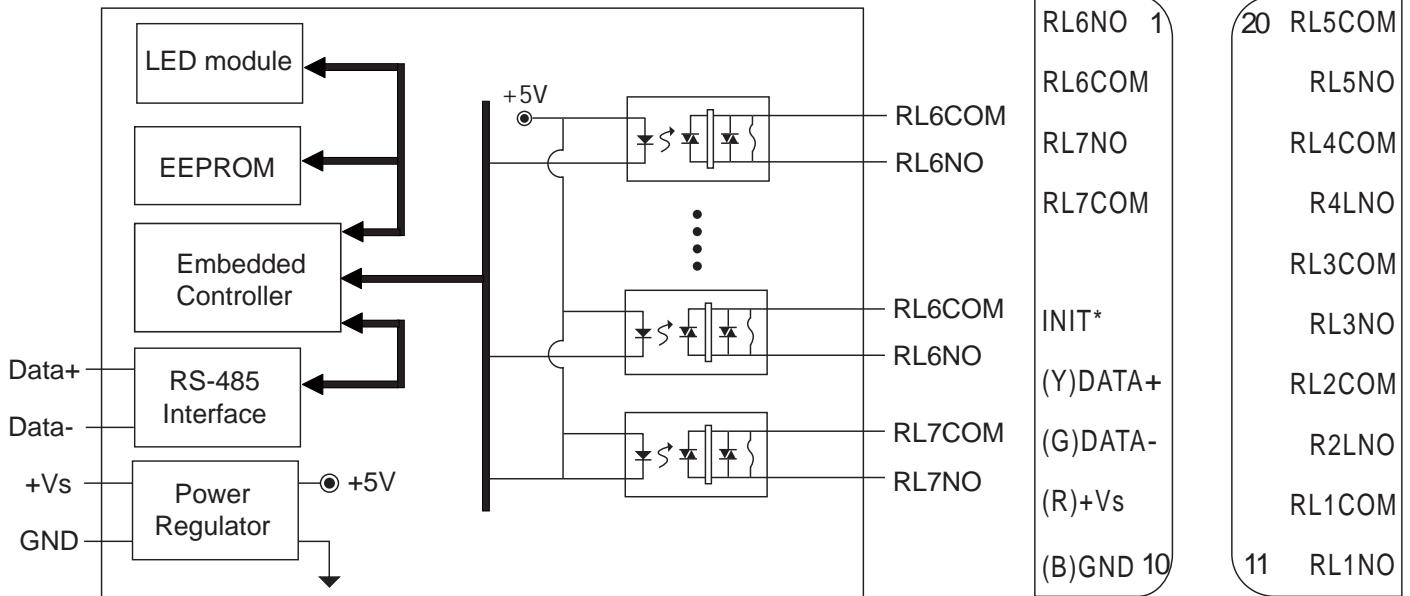 LED module
EEPROM
Embedded
Controller
RS-485
Interface
Power
Regulator
Data+
Data-
+Vs
GND
+5V
+5V
RL6COM
RL6NO
RL6COM
RL6NO
RL7COM
RL7NO
RL6NO 1
RL6COM
RL7NO
RL7COM
INIT*
(Y)DATA+
(G)DATA-
(R)+Vs
(B)GND 10
20 RL5COM
RL5NO
RL4COM
R4LNO
RL3COM
RL3NO
RL2COM
R2LNO
RL1COM
11 RL1NO